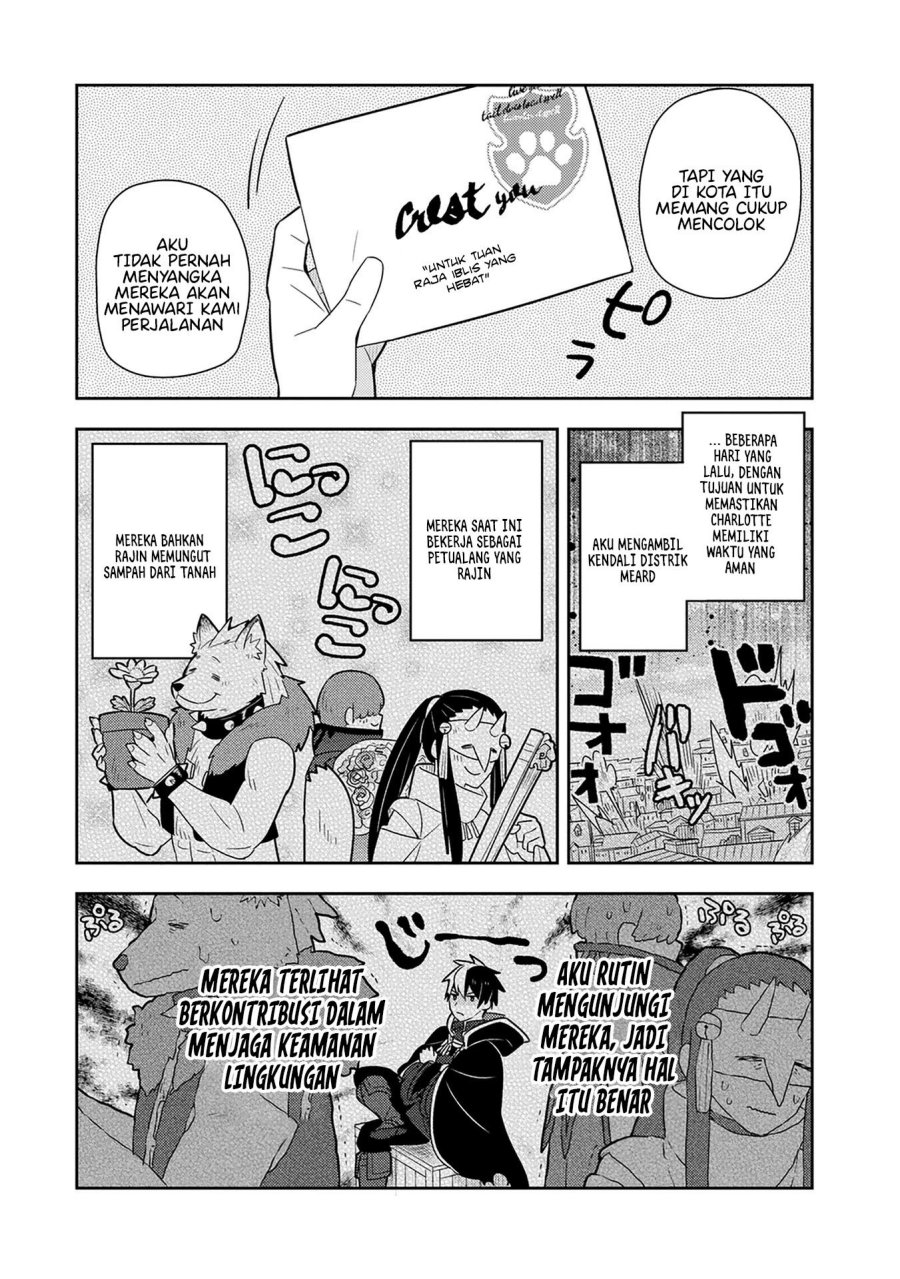 TAPI YANG
DI KOTA ITU
MEMANG CUKUP
MENCOLOK
Crest you
"UNTUK TUAN
RAJA IBLIS YANG
HEBAT"
AKU
TIDAK PERNAH
MENYANGKA
MEREKA AKAN
MENAWARI KAMI
PERJALANAN
ピラ
... BEBERAPA
HARI YANG
LALU, DENGAN
TUJUAN UNTUK
MEMASTIKAN
CHARLOTTE
MEMILIKI
WAKTU YANG
AMAN
AKU MENGAMBIL
KENDALI DISTRIK
MEARD
ドゴォ
バキッ
ゴオォ
MEREKA SAAT INI
BEKERJA SEBAGAI
PETUALANG YANG
RAJIN
にこっ
にこ
にこっ
にこ
MEREKA BAHKAN
RAJIN MEMUNGUT
SAMPAH DARI TANAH
ぷる
ぷる
じーっ
AKU RUTIN
MENGUNJUNGI
MEREKA, JADI
TAMPAKNYA HAL
ITU BENAR
MEREKA TERLIHAT
BERKONTRIBUSI DALAM
MENJAGA KEAMANAN
LINGKUNGAN
ぷる
ぷる